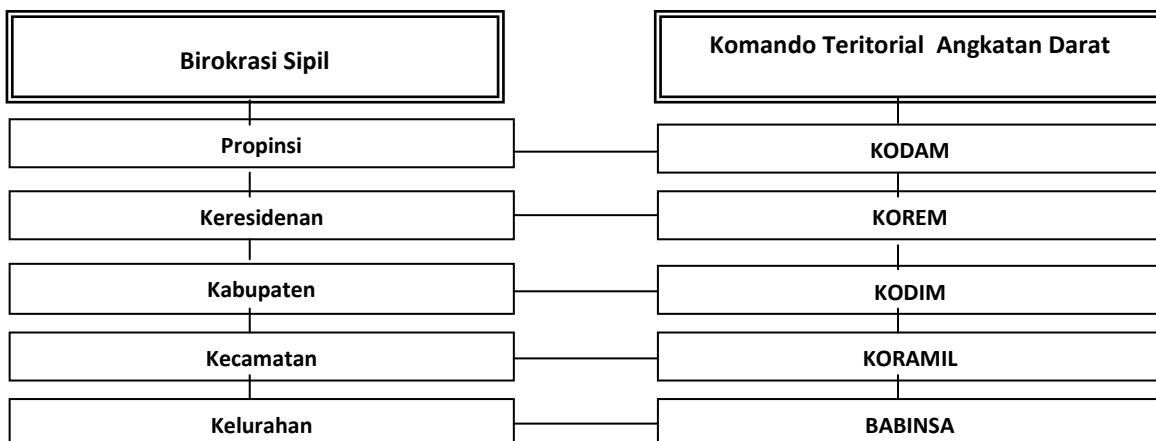 Birokrasi Sipil
Komando Teritorial Angkatan Darat
Propinsi
KODAM
Keresidenan
KOREM
Kabupaten
KODIM
Kecamatan
KORAMIL
Kelurahan
BABINSA